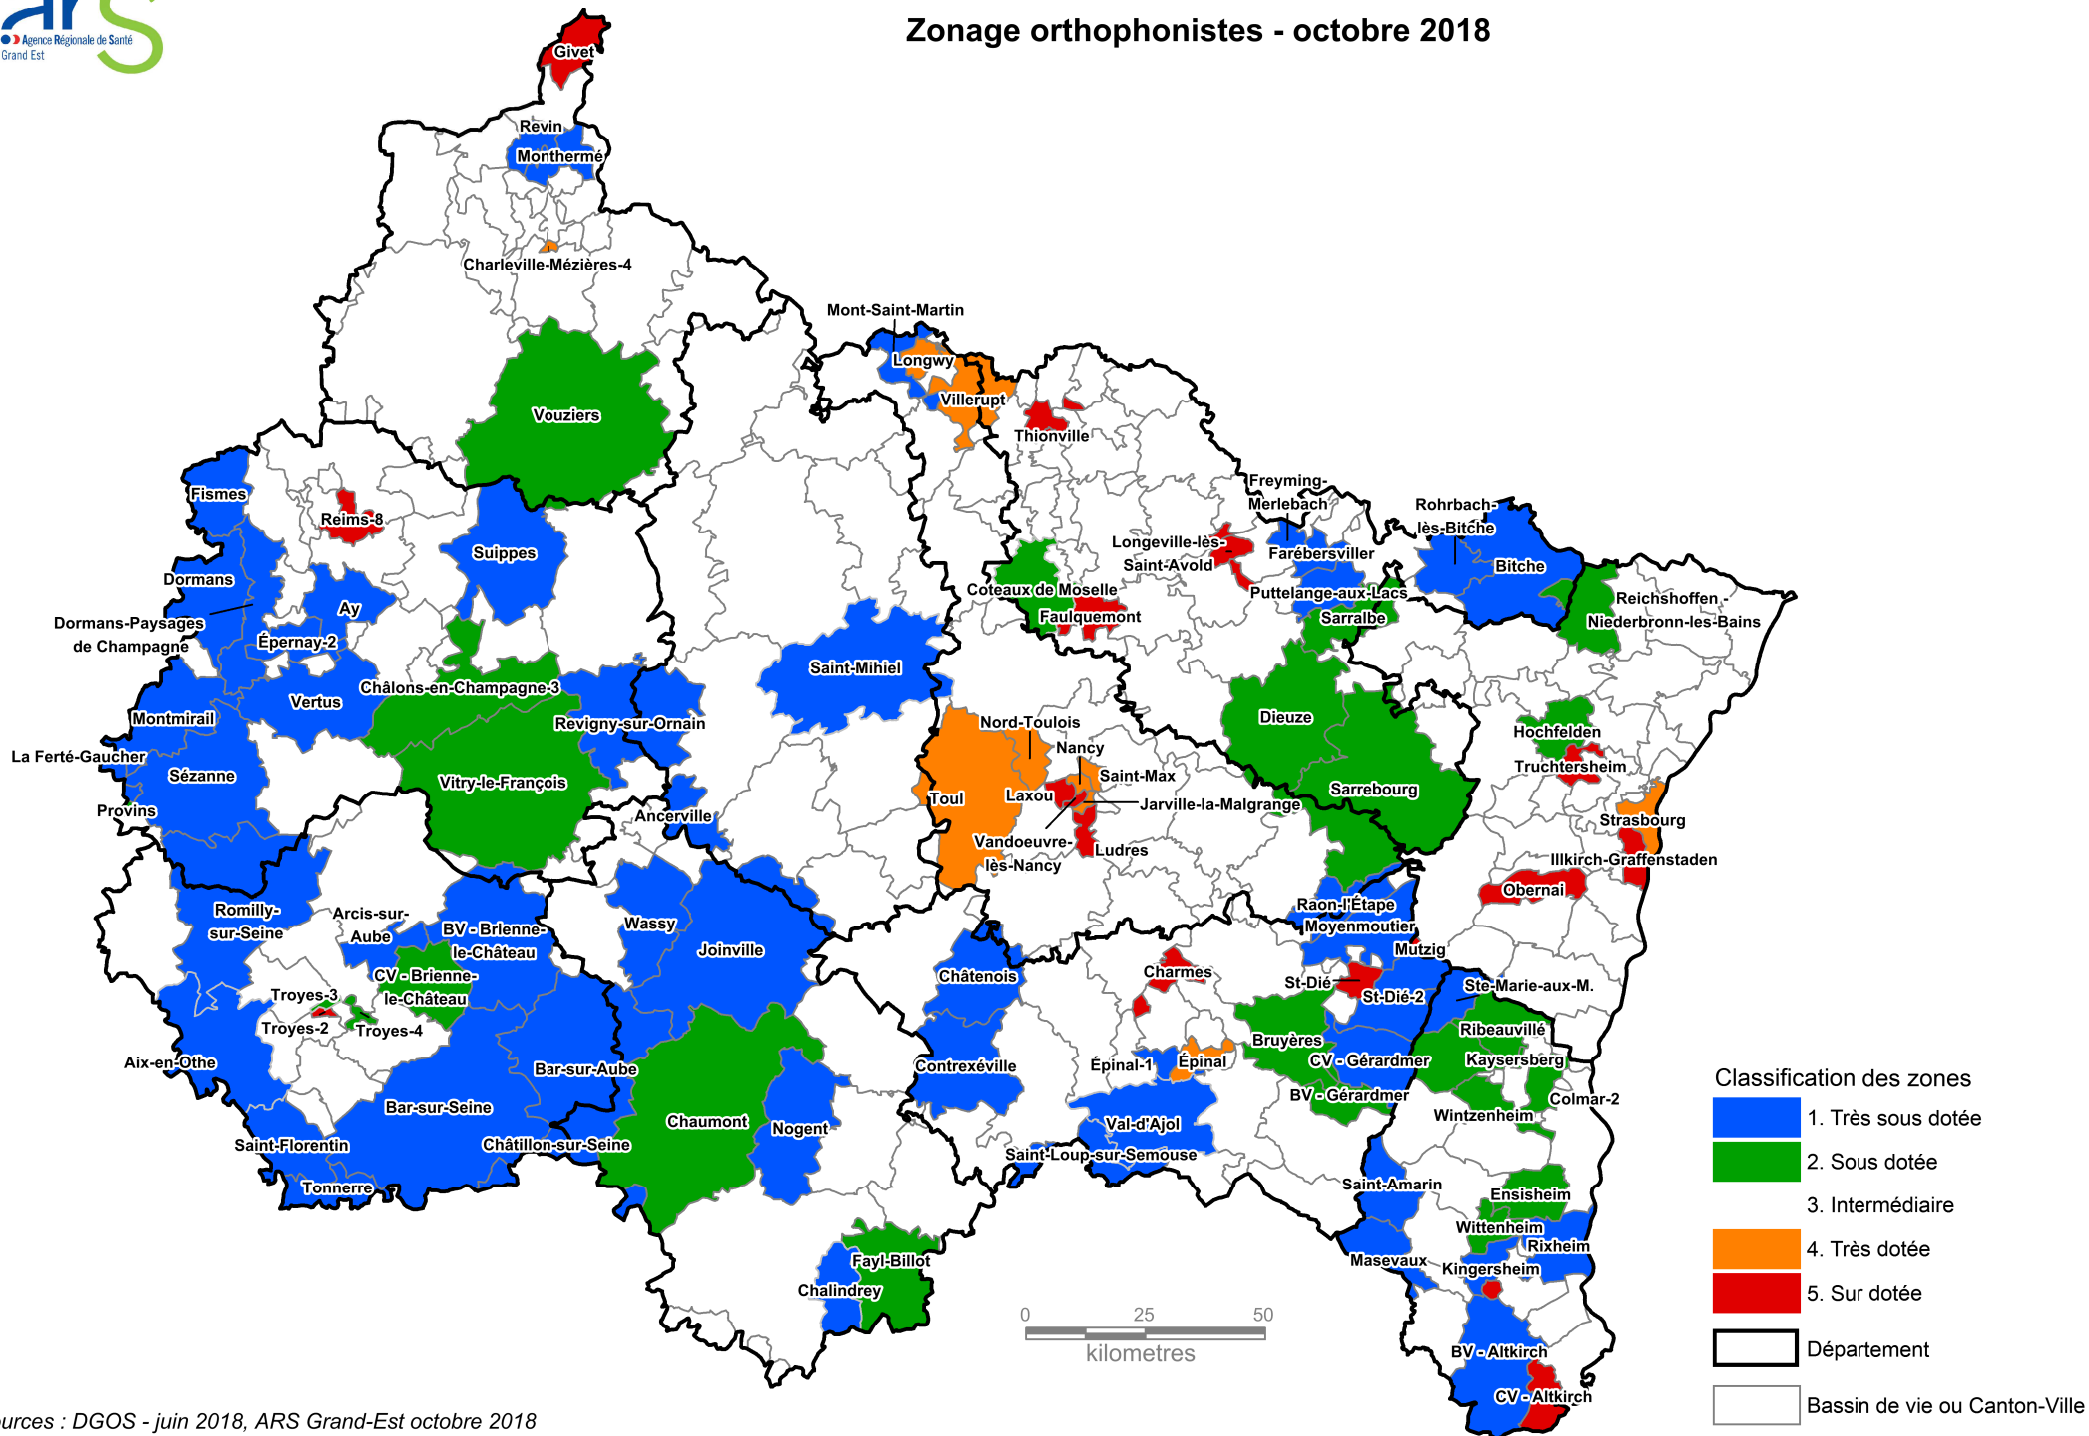 ars
Agence Régionale de Santé
Grand Est
Zonage orthophonistes - octobre 2018
Givet
Revin
Monthermé
Charleville-Mézières-4
Mont-Saint-Martin
Longwy
Villerupt
Vouziers
Thionville
Freyming-
Merlebach
Rohrbach-
lès-Bitche
Fismes
Reims-8
Suippes
Longeville-lès-
Saint-Avold
Farébersviller
Bitche
Dormans
Ay
Coteaux de Moselle
Puttelange-aux-Lacs
Reichshoffen -
Niederbronn-les-Bains
Dormans-Paysages
de Champagne
Épernay-2
Faulquemont
Sarralbe
Saint-Mihiel
Châlons-en-Champagne-3
Vertus
Montmirail
Revigny-sur-Ornain
Nord-Toulois
Dieuze
Hochfelden
La Ferté-Gaucher
Sézanne
Nancy
Saint-Max
Truchtersheim
Vitry-le-François
Toul
Laxou
Jarville-la-Malgrange
Sarrebourg
Provins
Ancerville
Strasbourg
Vandoeuvre-
lès-Nancy
Ludres
Illkirch-Graffenstaden
Obernai
Romilly-
sur-Seine
Arcis-sur-
Aube
BV - Brienne-
le-Château
Wassy
Joinville
Raon-l'Étape
Moyenmoutier
Mutzig
CV - Brienne-
le-Château
Châtenois
Charmes
St-Dié
St-Dié-2
Ste-Marie-aux-M.
Troyes-3
Troyes-2
Troyes-4
Ribeauvillé
Bruyères
Aix-en-Othe
Bar-sur-Aube
Contrexéville
Épinal-1
Épinal
CV - Gérardmer
Kaysersberg
BV - Gérardmer
Colmar-2
Bar-sur-Seine
Chaumont
Nogent
Val-d'Ajol
Wintzenheim
Saint-Florentin
Châtillon-sur-Seine
Saint-Loup-sur-Semouse
Tonnerre
Saint-Amarin
Ensisheim
Wittenheim
Rixheim
Masevaux
Kingersheim
Fayl-Billot
Chalindrey
BV - Altkirch
CV - Altkirch
0 25 50
kilometres
Classification des zones
1. Très sous dotée
2. Sous dotée
3. Intermédiaire
4. Très dotée
5. Sur dotée
Département
Bassin de vie ou Canton-Ville
urces : DGOS - juin 2018, ARS Grand-Est octobre 2018